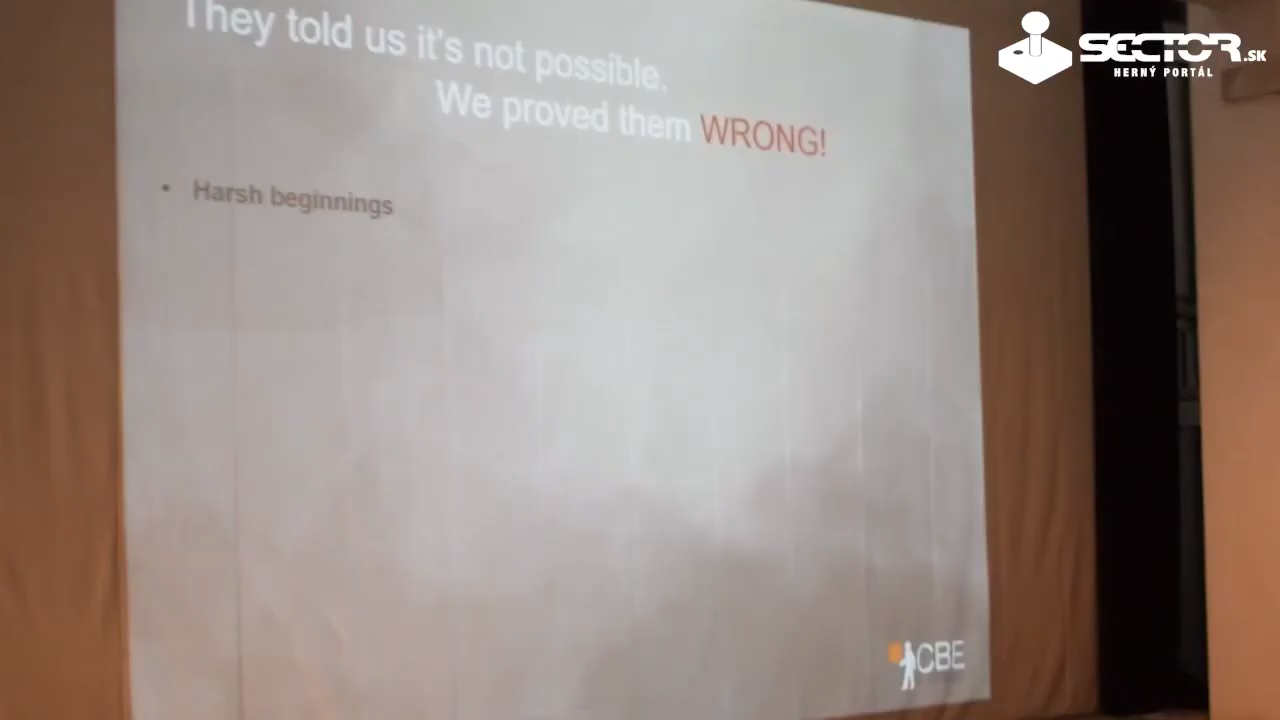 SECTOR.SK
HERNÝ PORTÁL
They told us it's not possible.
We proved them WRONG!
• Harsh beginnings
CBE